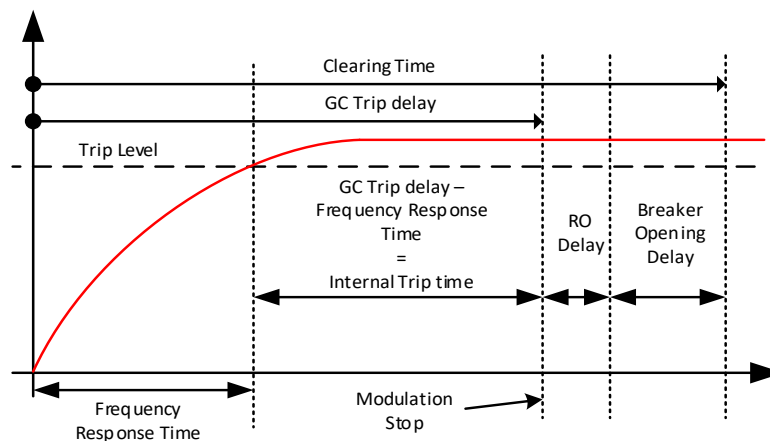 Clearing Time
GC Trip delay
Trip Level
GC Trip delay –
Frequency Response
Time
=
Internal Trip time
RO
Delay
Breaker
Opening
Delay
Frequency
Response Time
Modulation
Stop